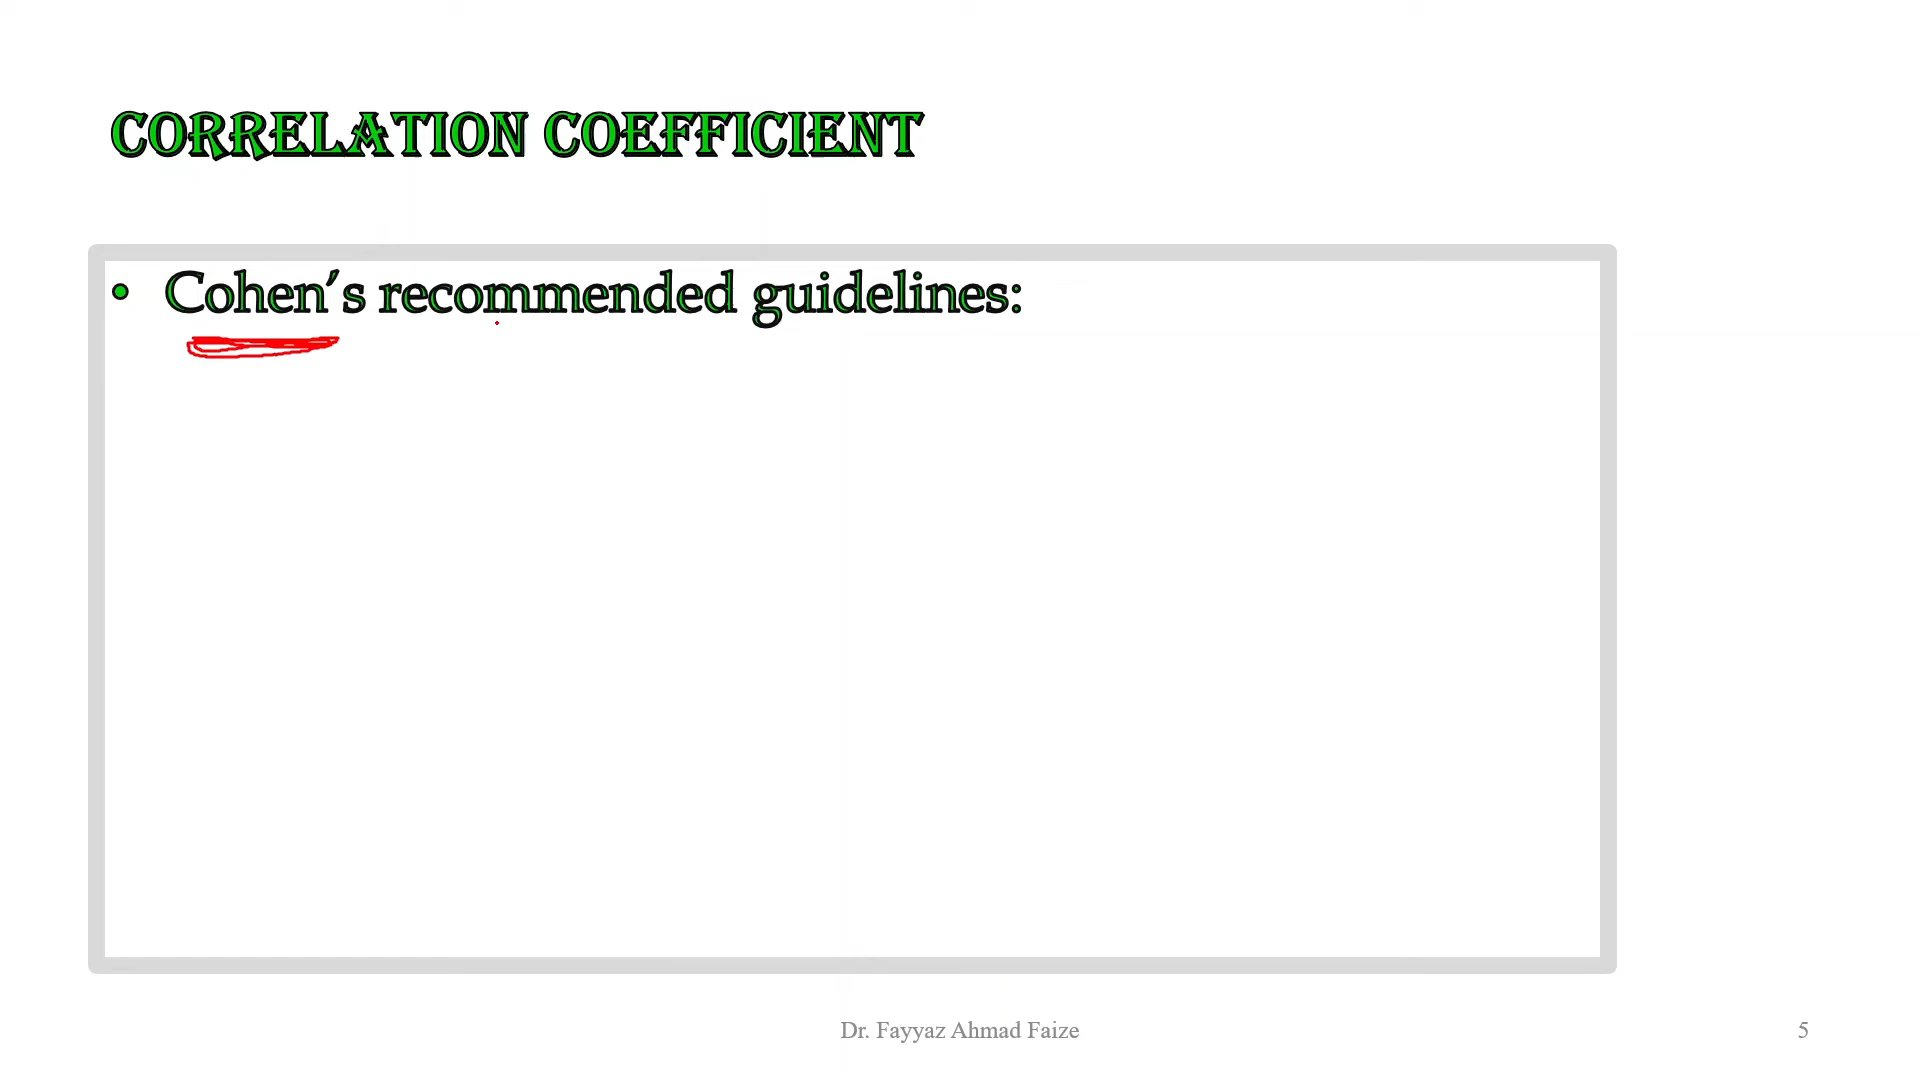 CORRELATION COEFFICIENT
• Cohen's recommended guidelines:
Dr. Fayyaz Ahmad Faize
5